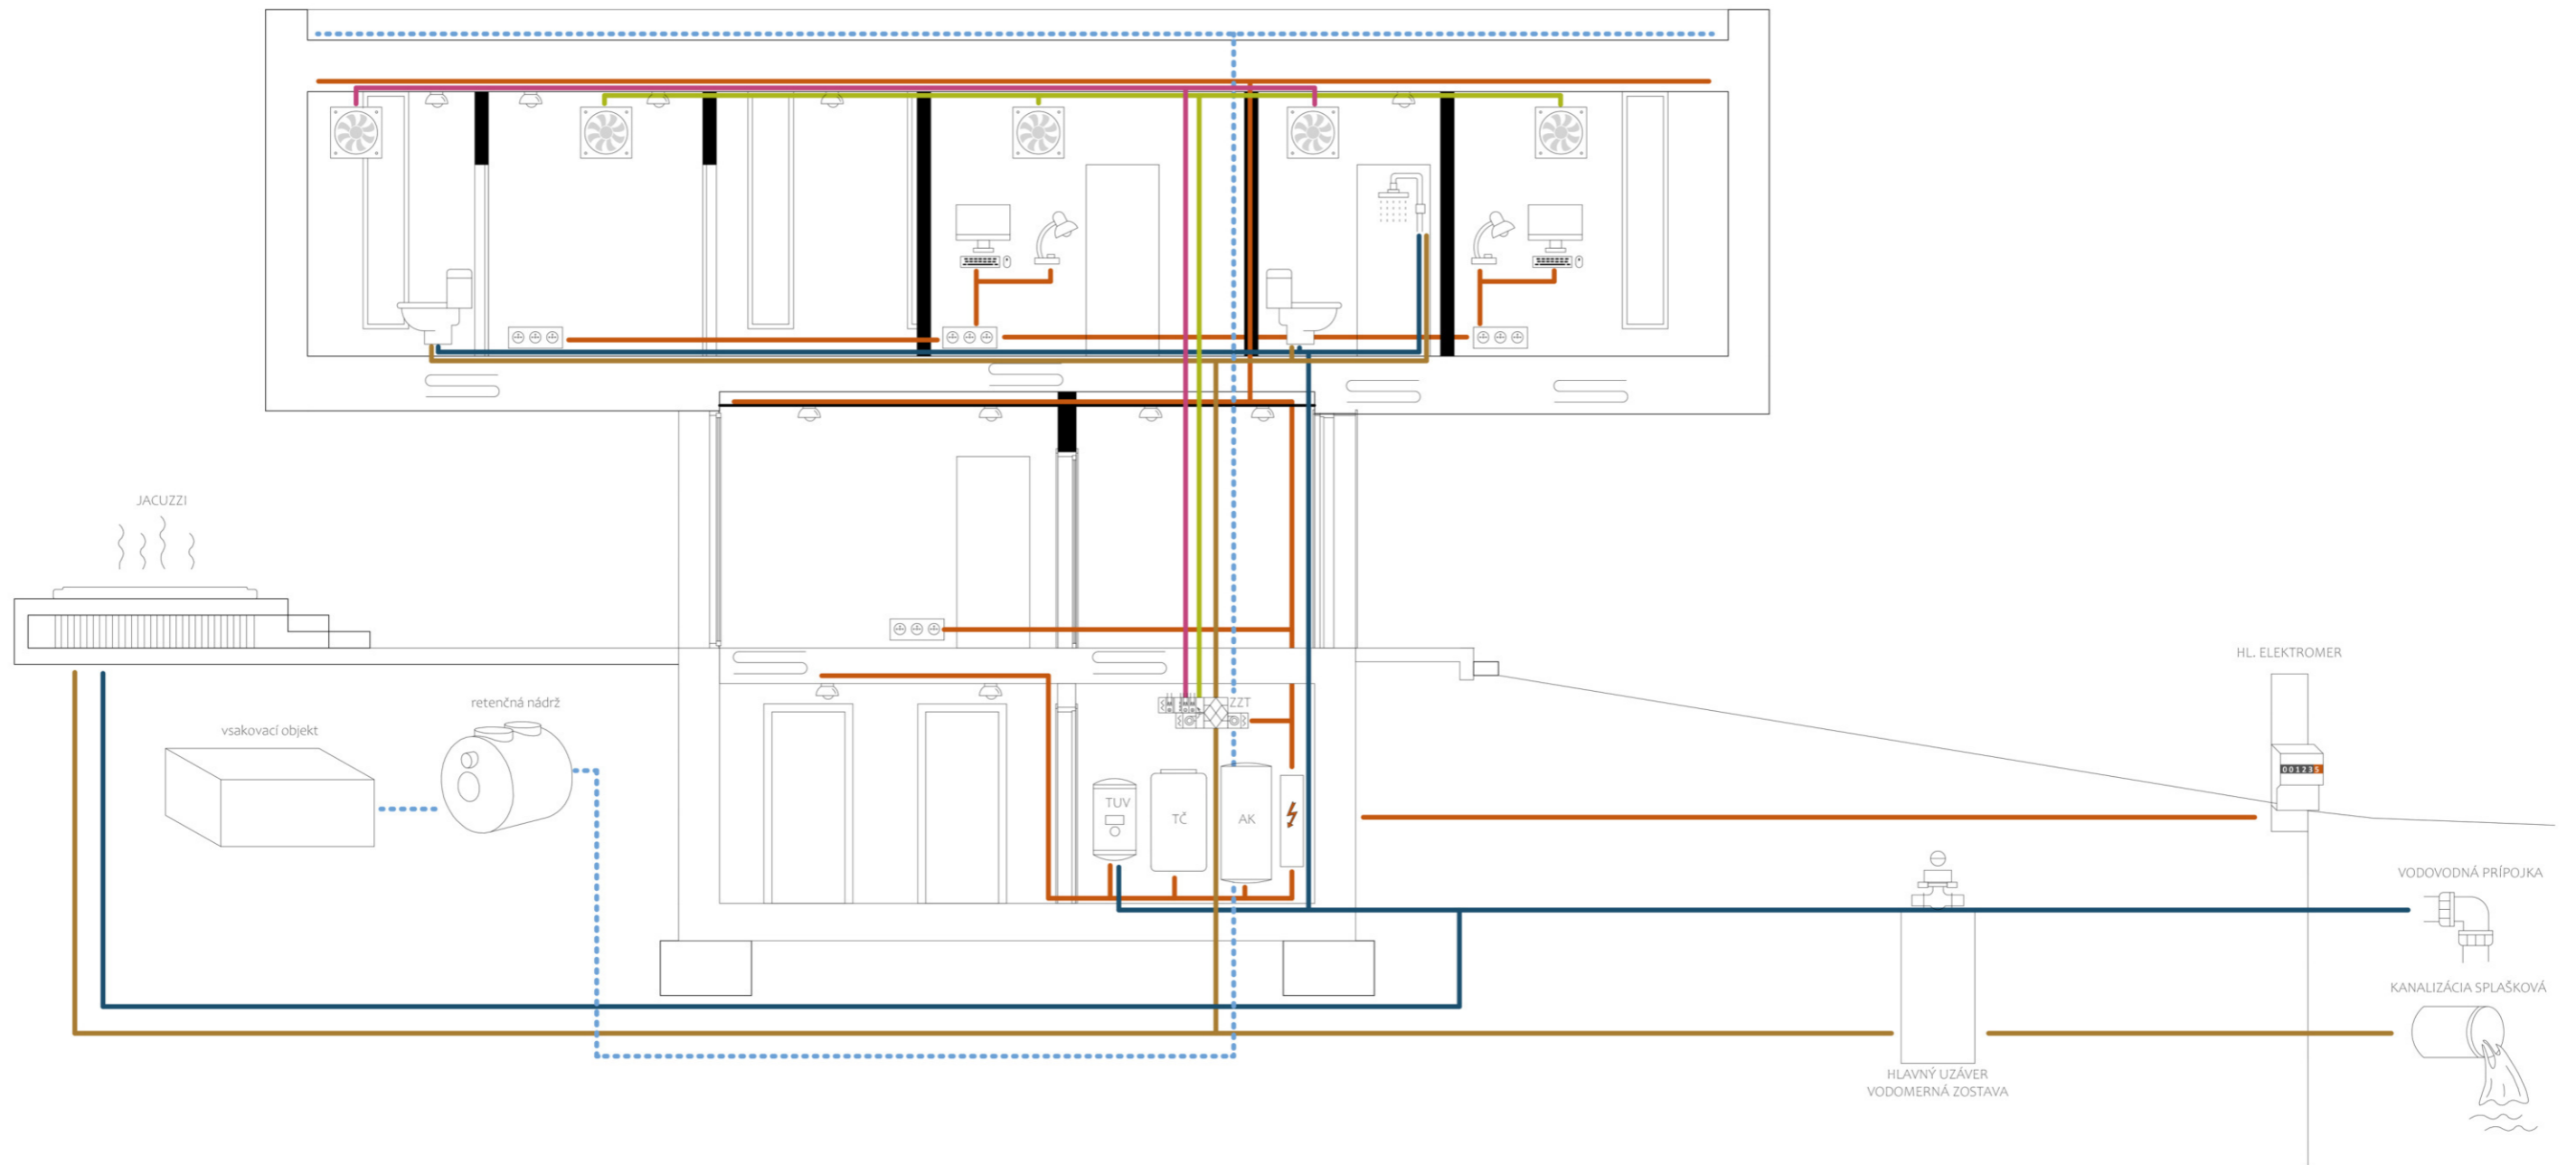 JACUZZI
HL. ELEKTROMER
retenčná nádrž
ZZT
vsakovací objekt
001235
TUV
TČ
AK
VODOVODNÁ PRÍPOJKA
KANALIZÁCIA SPLAŠKOVÁ
HLAVNÝ UZÁVER
VODOMERNÁ ZOSTAVA